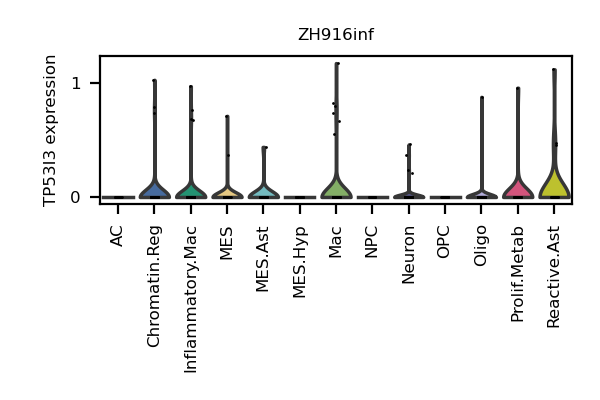 ZH916inf
TP53I3 expression
1
0
AC
Chromatin.Reg
Inflammatory.Mac
MES
MES.Ast
MES.Hyp
Mac
NPC
Neuron
OPC
Oligo
Prolif.Metab
Reactive.Ast